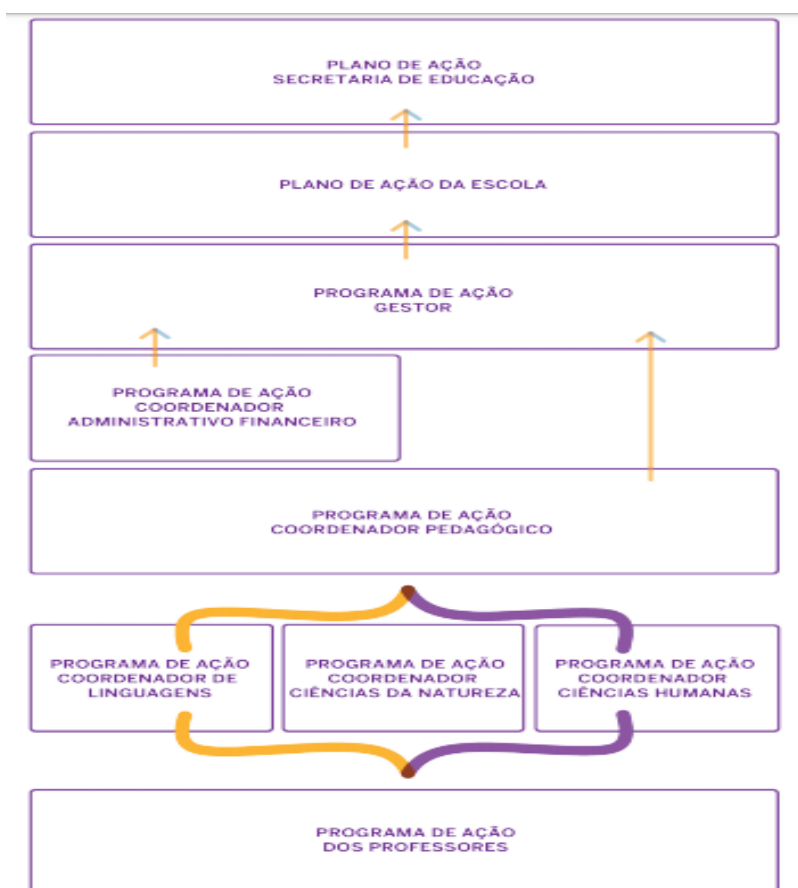 PLANO DE AÇÃO
SECRETARIA DE EDUCAÇÃO
PLANO DE AÇÃO DA ESCOLA
PROGRAMA DE AÇÃO
GESTOR
PROGRAMA DE AÇÃO
COORDENADOR
ADMINISTRATIVO FINANCEIRO
PROGRAMA DE AÇÃO
COORDENADOR PEDAGÓGICO
PROGRAMA DE AÇÃO
COORDENADOR DE
LINGUAGENS
PROGRAMA DE AÇÃO
COORDENADOR
CIÊNCIAS DA NATUREZA
PROGRAMA DE AÇÃO
COORDENADOR
CIÊNCIAS HUMANAS
PROGRAMA DE AÇÃO
DOS PROFESSORES